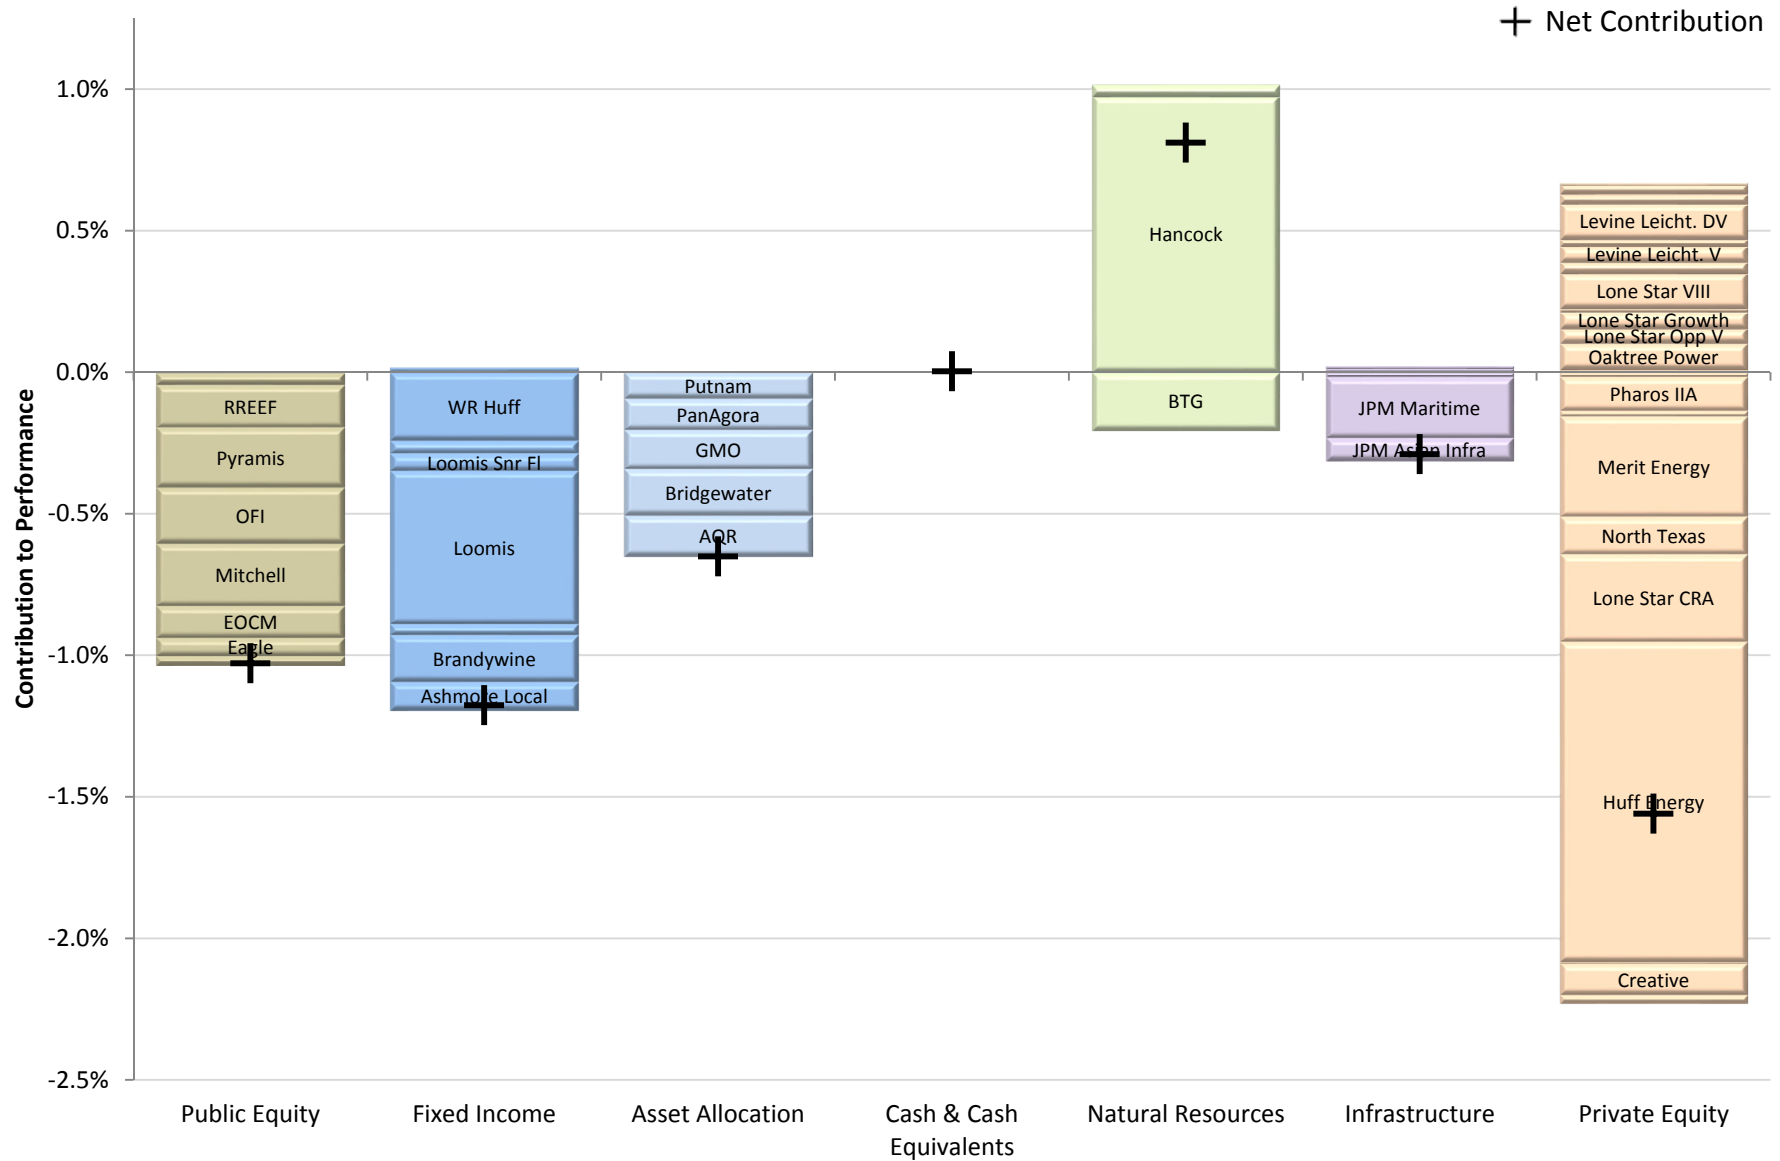 Net Contribution
Contribution to Performance
1.0%
0.5%
0.0%
-0.5%
-1.0%
-1.5%
-2.0%
-2.5%
RREEF
Pyramis
OFI
Mitchell
EOCM
Eagle
WR Huff
Loomis Snr Fl
Loomis
Brandywine
Ashmore Local
Putnam
PanAgora
GMO
Bridgewater
AQR
Hancock
BTG
JPM Maritime
JPM Asian Infra
Levine Leicht. DV
Levine Leicht. V
Lone Star VIII
Lone Star Growth
Lone Star Opp V
Oaktree Power
Pharos IIA
Merit Energy
North Texas
Lone Star CRA
Huff Energy
Creative
Public Equity
Fixed Income
Asset Allocation
Cash & Cash
Equivalents
Natural Resources
Infrastructure
Private Equity